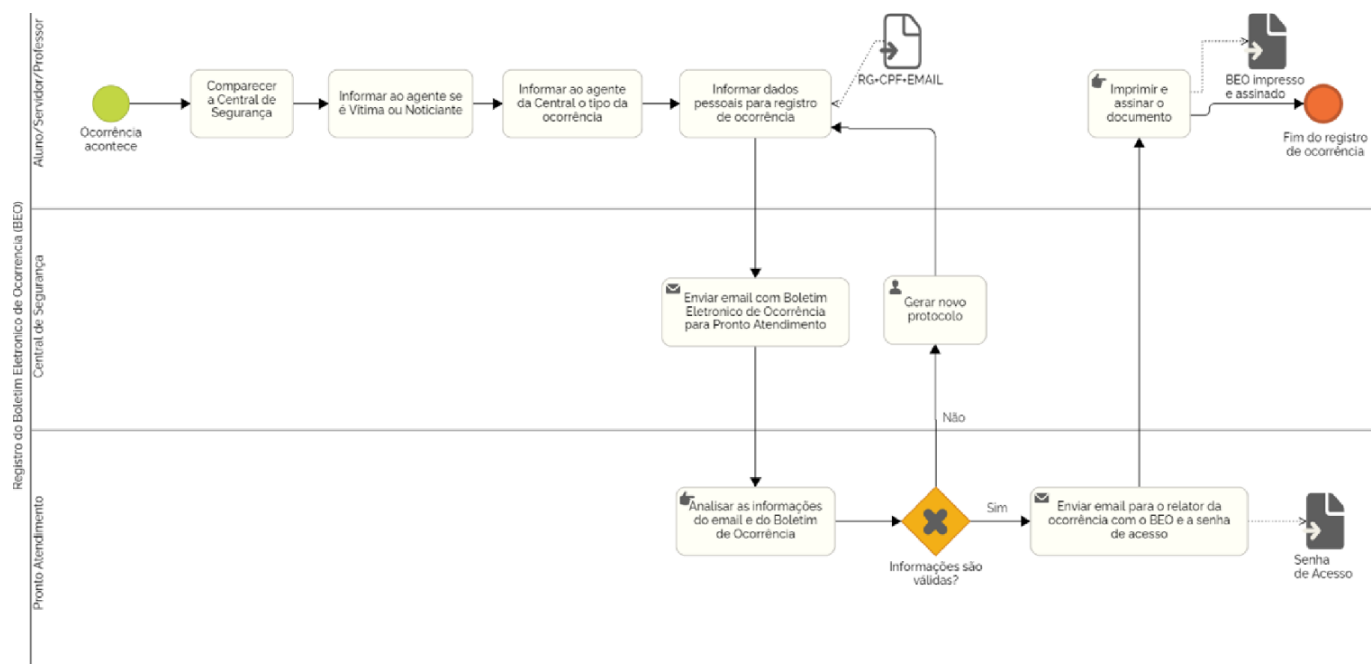 Registro do Boletim Eletronico de Ocorrencia (BEO)
Aluno/Servidor/Professor
Ocorrência
acontece
Comparecer
a Central de
Segurança
Informar ao agente se
é Vítima ou Noticiante
Informar ao agente
da Central o tipo da
ocorrência
Informar dados
pessoais para registro
de ocorrência
RG+CPF+EMAIL
Imprimir e
assinar o
documento
BEO impresso
e assinado
Fim do registro
de ocorrência
Central de Segurança
Enviar email com Boletim
Eletronico de Ocorrência
para Pronto Atendimento
Gerar novo
protocolo
Não
Pronto Atendimento
Analisar as informações
do email e do Boletim
de Ocorrência
Informações são
válidas?
Sim
Enviar email para o relator da
ocorrência com o BEO e a senha
de acesso
Senha
de Acesso